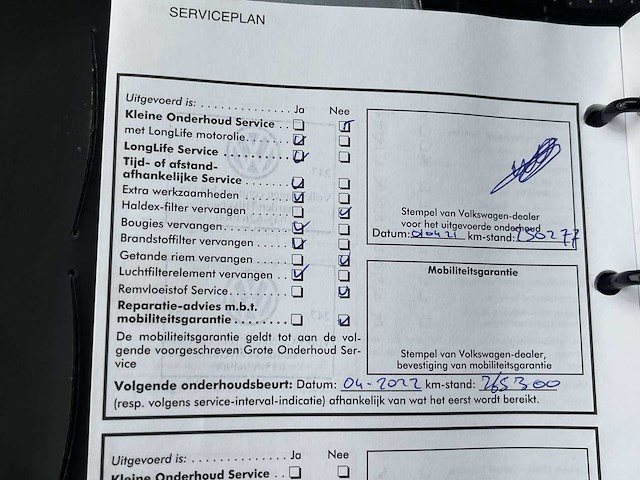 SERVICEPLAN
Uitgevoerd is: Ja Nee
Kleine Onderhoud Service
met LongLife motorolie
LongLife Service
Tijd- of afstand-
afhankelijke Service
Extra werkzaamheden
Haldex-filter vervangen
Bougies vervangen
Brandstoffilter vervangen
Getande riem vervangen
Luchtfilterelement vervangen
Remvloeistof Service
Reparatie-advies m.b.t.
mobiliteitsgarantie
De mobiliteitsgarantie geldt tot aan de vol-
gende voorgeschreven Grote Onderhoud Ser-
vice
Stempel van Volkswagen-dealer
voor het uitgevoerde onderhoud
Datum: km-stand: 250277
Mobiliteitsgarantie
Stempel van Volkswagen-dealer,
bevestiging van mobiliteitsgarantie
Volgende onderhoudsbeurt: Datum: 04-2022 km-stand: 265300
(resp. volgens service-interval-indicatie) afhankelijk van wat het eerst wordt bereikt.
Uitgevoerd is: Ja Nee
Kleine Onderhoud Service